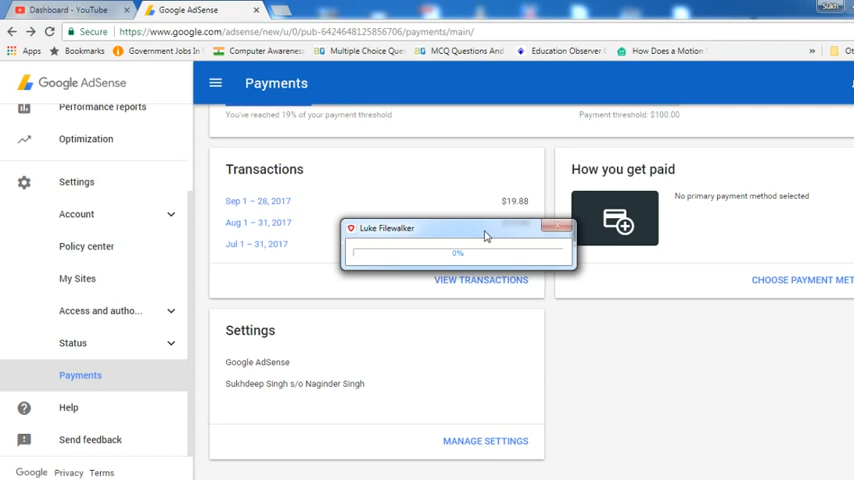 Dashboard - YouTube
Google AdSense
Sukh
Secure
https://www.google.com/adsense/new/u/0/pub-6424648125856706/payments/main/
Apps
Bookmarks
Government Jobs In
Computer Awareness
Multiple Choice Ques
MCQ Questions And
Education Observer
How Does a Motion
»
Ot
Google AdSense
Payments
Performance reports
You've reached 19% of your payment threshold
Payment threshold: $100.00
Optimization
Transactions
How you get paid
Settings
Sep 1 – 28, 2017
$19.88
No primary payment method selected
Account
Aug 1 – 31, 2017
Luke Filewalker
Policy center
Jul 1 – 31, 2017
0%
My Sites
VIEW TRANSACTIONS
CHOOSE PAYMENT MET
Access and autho...
Settings
Status
Google AdSense
Payments
Sukhdeep Singh s/o Naginder Singh
Help
Send feedback
MANAGE SETTINGS
Google Privacy Terms